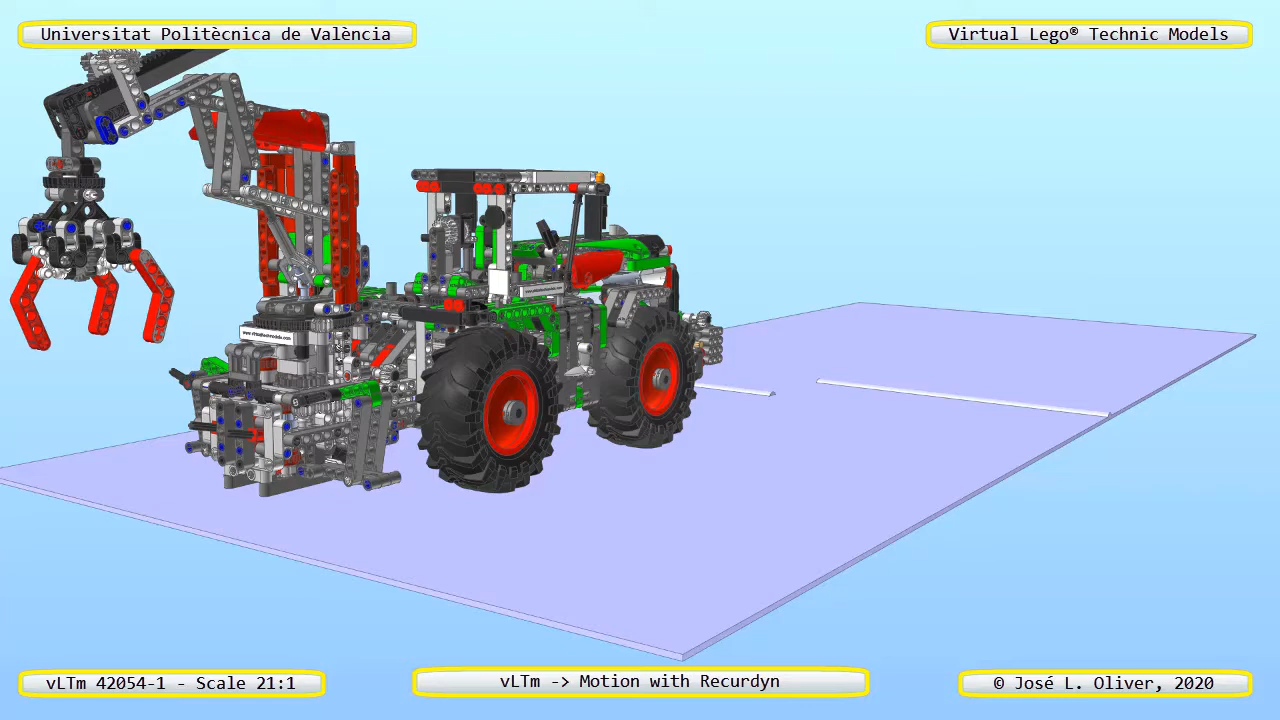 Universitat Politècnica de València
Virtual Lego® Technic Models
vLTm 42054-1 - Scale 21:1
vLTm -> Motion with Recurdyn
© José L. Oliver, 2020